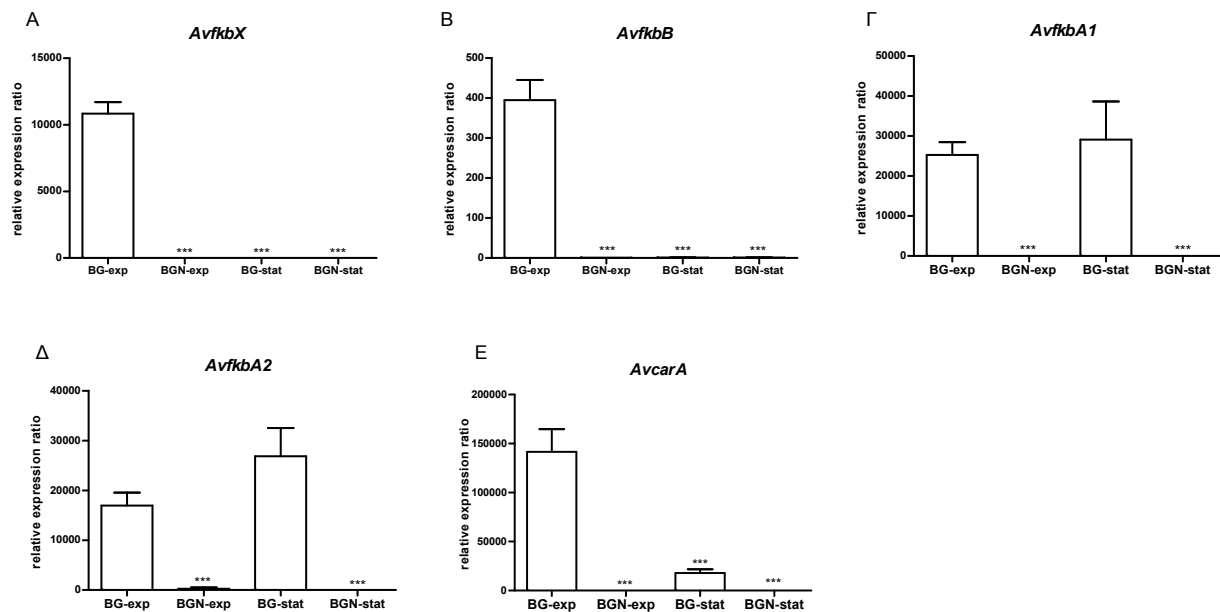 A
AvfkbX
relative expression ratio
15000
10000
5000
0
***
***
***
BG-exp
BGN-exp
BG-stat
BGN-stat
B
AvfkbB
relative expression ratio
500
400
300
200
100
0
***
***
***
BG-exp
BGN-exp
BG-stat
BGN-stat
Γ
AvfkbA1
relative expression ratio
50000
40000
30000
20000
10000
0
***
***
BG-exp
BGN-exp
BG-stat
BGN-stat
Δ
AvfkbA2
relative expression ratio
40000
30000
20000
10000
0
***
***
BG-exp
BGN-exp
BG-stat
BGN-stat
E
AvcarA
relative expression ratio
200000
150000
100000
50000
0
***
***
***
BG-exp
BGN-exp
BG-stat
BGN-stat